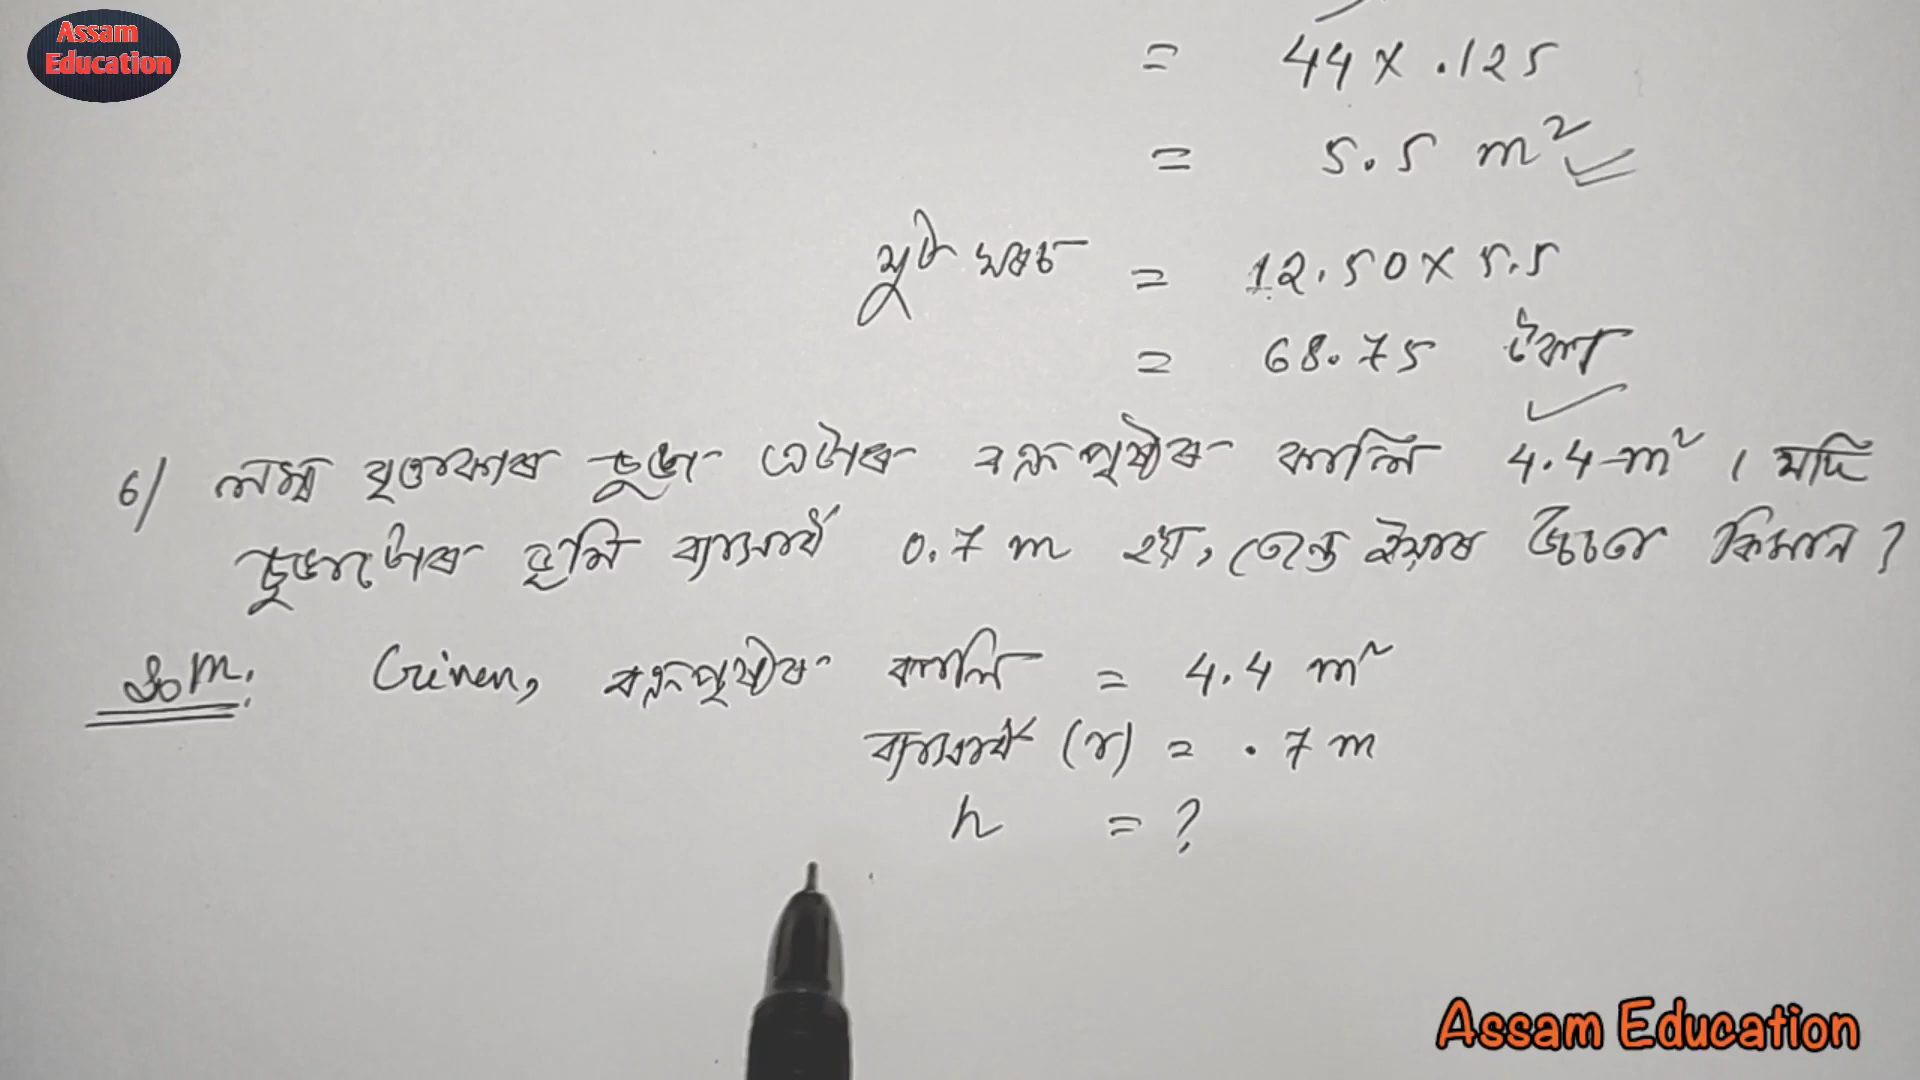 Assam
Education
= 44 × .125
= 5.5 m²
মুঠ খৰচ = 12.50 × 5.5
= 68.75 টকা
6/ লম্ব বৃত্তাকাৰ চুঙা এটাৰ বক্রপৃষ্ঠৰ কালি 4.4 m² । যদি
চুঙাটোৰ ভূমি ব্যাসাৰ্ধ 0.7 m হয়, তেন্তে ইয়াৰ উচ্চতা কিমান ?
Soln: Given, বক্রপৃষ্ঠৰ কালি = 4.4 m²
ব্যাসাৰ্ধ (r) = .7 m
h = ?
Assam Education